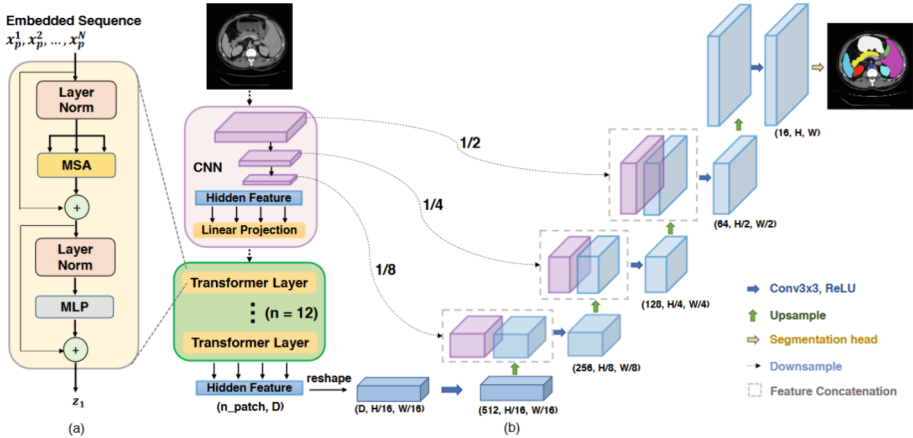 Embedded Sequence
x_p^1, x_p^2, ..., x_p^N
Layer
Norm
MSA
+
Layer
Norm
MLP
+
z_1
(a)
CNN
Hidden Feature
Linear Projection
Transformer Layer
(n = 12)
Transformer Layer
Hidden Feature
(n_patch, D)
reshape
(D, H/16, W/16)
(512, H/16, W/16)
(b)
1/2
1/4
1/8
(256, H/8, W/8)
(128, H/4, W/4)
(64, H/2, W/2)
(16, H, W)
Conv3x3, ReLU
Upsample
Segmentation head
Downsample
Feature Concatenation